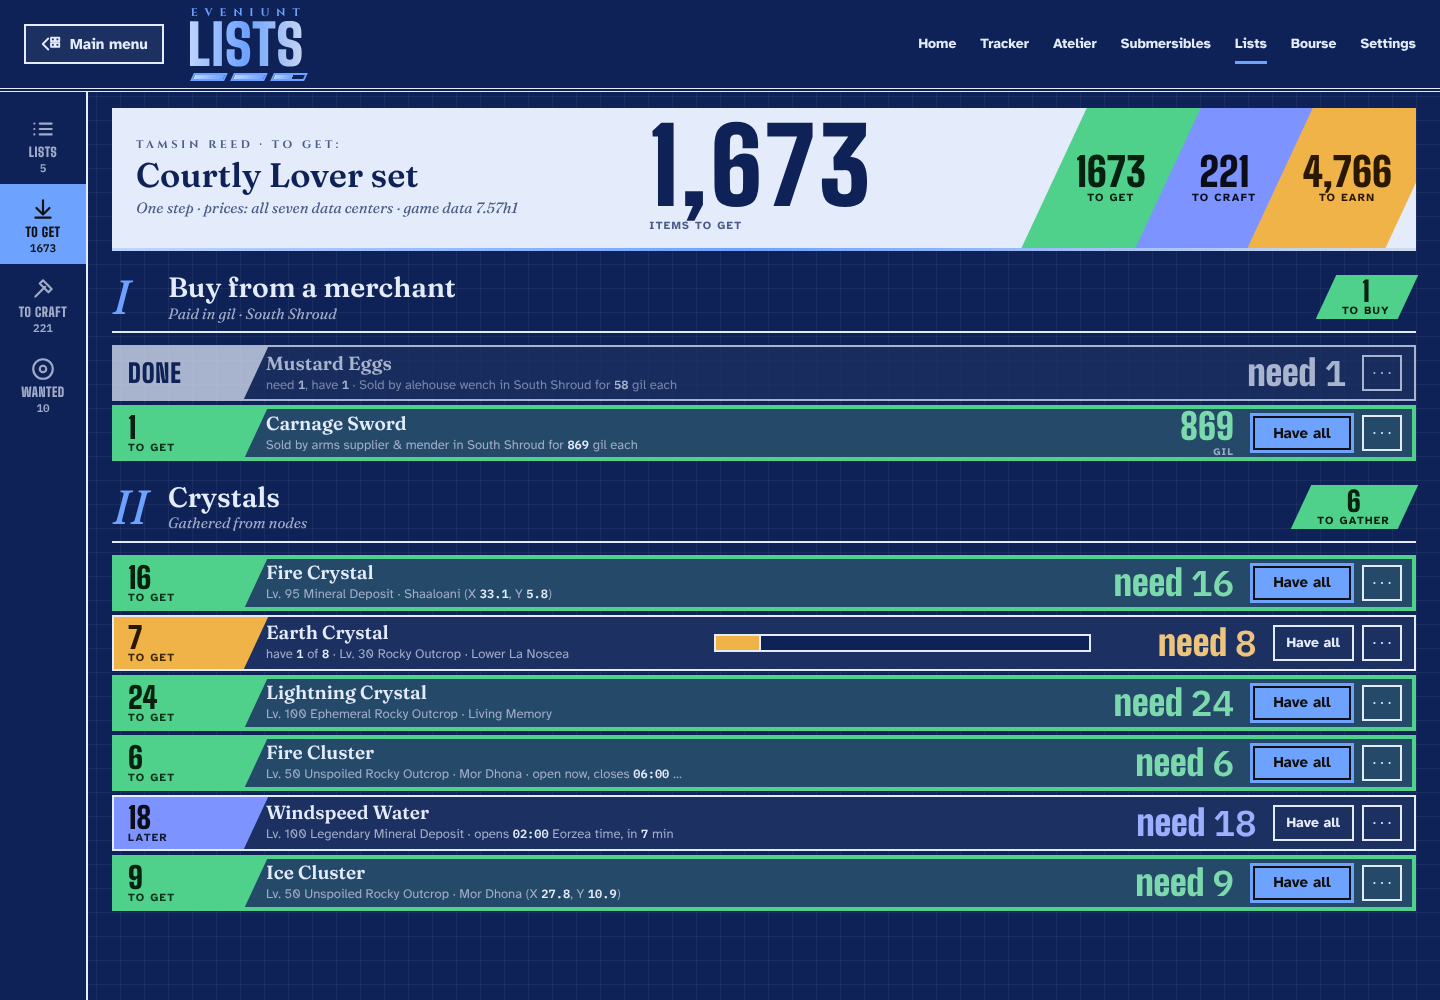 Main menu
EVENIUNT
LISTS
Home
Tracker
Atelier
Submersibles
Lists
Bourse
Settings
LISTS
5
TO GET
1673
TO CRAFT
221
WANTED
10
TAMSIN REED · TO GET:
Courtly Lover set
One step · prices: all seven data centers · game data 7.57h1
1,673
ITEMS TO GET
1673
TO GET
221
TO CRAFT
4,766
TO EARN
I
Buy from a merchant
Paid in gil · South Shroud
1
TO BUY
DONE
Mustard Eggs
need 1, have 1 · Sold by alehouse wench in South Shroud for 58 gil each
need 1
···
1
TO GET
Carnage Sword
Sold by arms supplier & mender in South Shroud for 869 gil each
869
GIL
Have all
···
II
Crystals
Gathered from nodes
6
TO GATHER
16
TO GET
Fire Crystal
Lv. 95 Mineral Deposit · Shaaloani (X 33.1, Y 5.8)
need 16
Have all
···
7
TO GET
Earth Crystal
have 1 of 8 · Lv. 30 Rocky Outcrop · Lower La Noscea
need 8
Have all
···
24
TO GET
Lightning Crystal
Lv. 100 Ephemeral Rocky Outcrop · Living Memory
need 24
Have all
···
6
TO GET
Fire Cluster
Lv. 50 Unspoiled Rocky Outcrop · Mor Dhona · open now, closes 06:00 ...
need 6
Have all
···
18
LATER
Windspeed Water
Lv. 100 Legendary Mineral Deposit · opens 02:00 Eorzea time, in 7 min
need 18
Have all
···
9
TO GET
Ice Cluster
Lv. 50 Unspoiled Rocky Outcrop · Mor Dhona (X 27.8, Y 10.9)
need 9
Have all
···